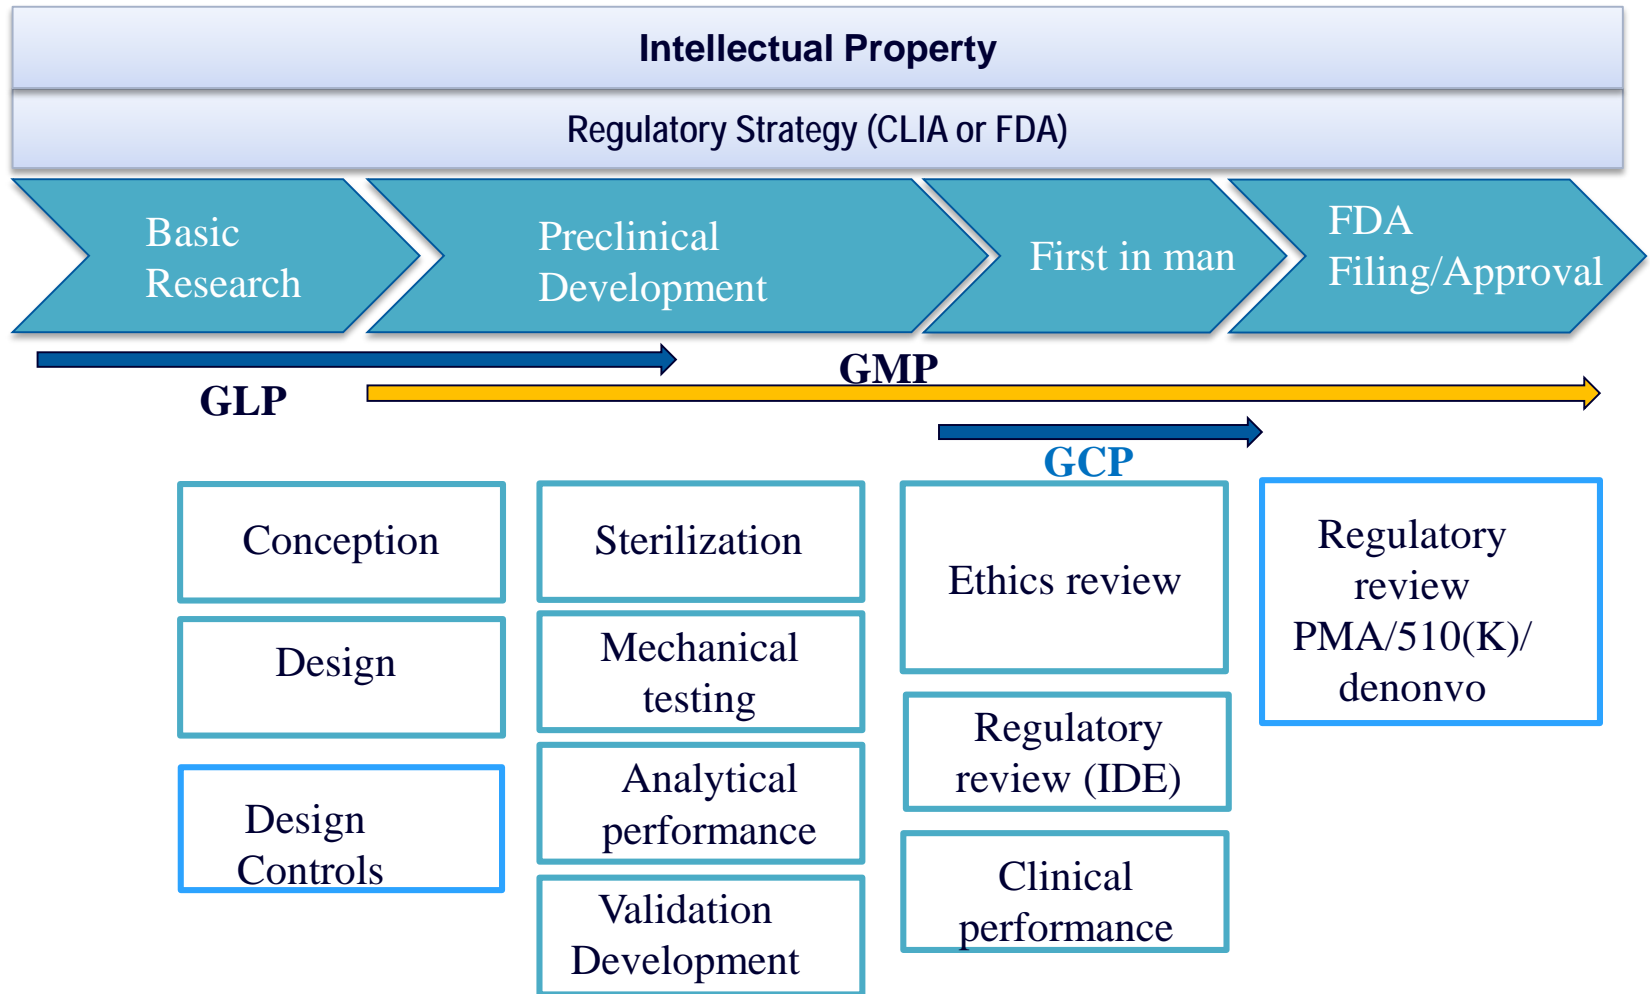 Intellectual Property
Regulatory Strategy (CLIA or FDA)
Basic
Research
Preclinical
Development
First in man
FDA
Filing/Approval
GLP
GMP
GCP
Conception
Design
Design
Controls
Sterilization
Mechanical
testing
Analytical
performance
Validation
Development
Ethics review
Regulatory
review (IDE)
Clinical
performance
Regulatory
review
PMA/510(K)/
denonvo